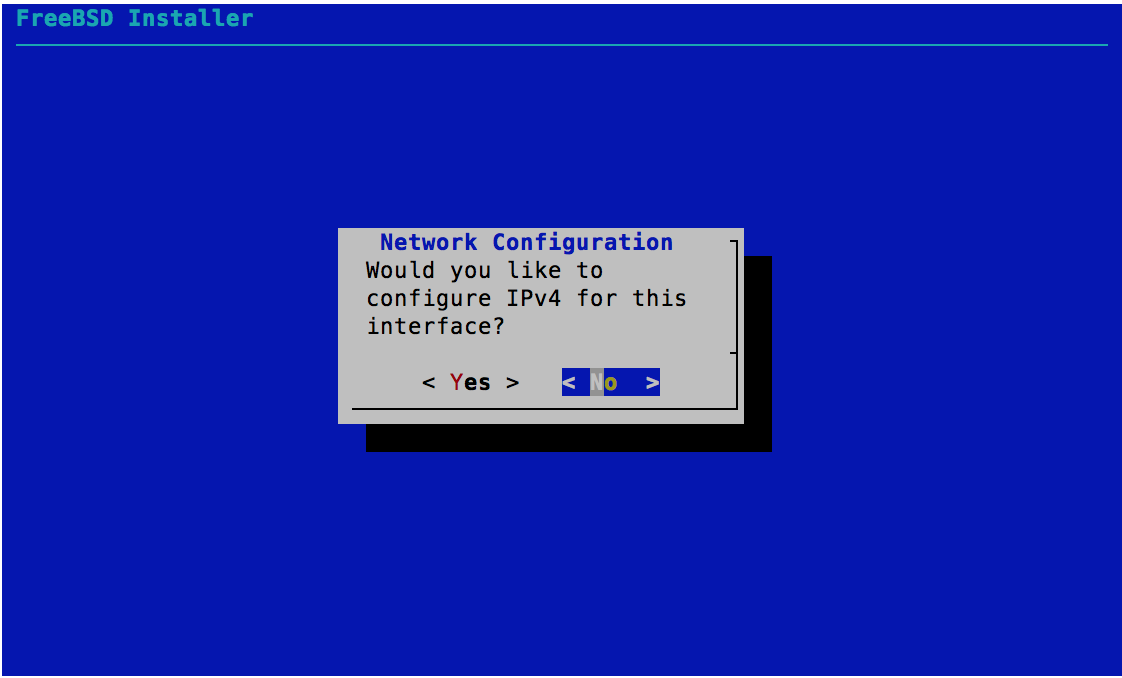 FreeBSD Installer
Network Configuration
Would you like to
configure IPv4 for this
interface?
< Yes > < No >